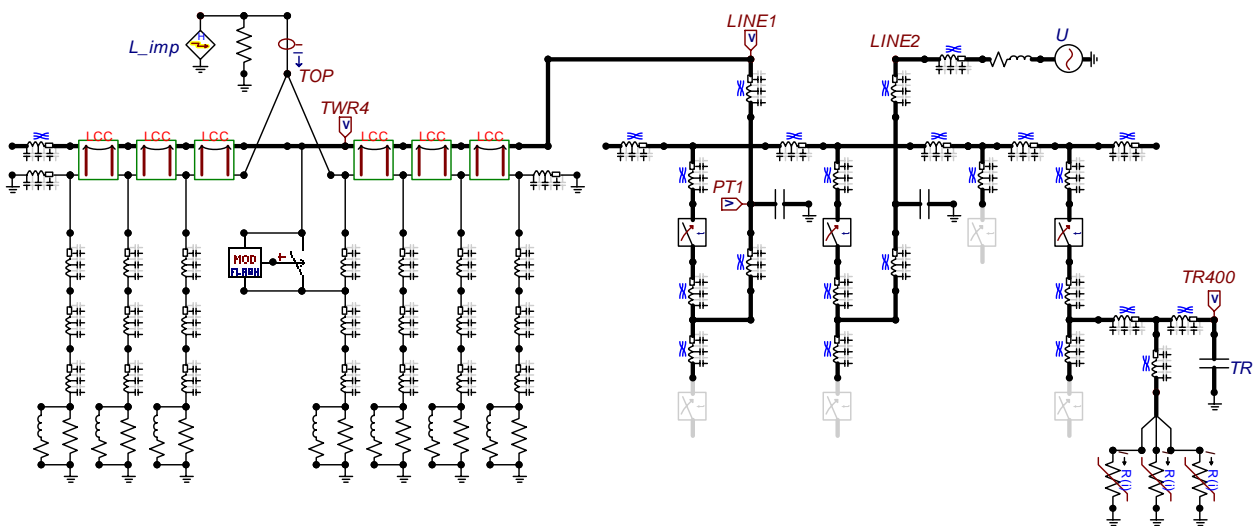 H
L_imp
I
TOP
LINE1
V
LINE2
U
TWR4
V
LCC
LCC
LCC
LCC
LCC
LCC
PT1
V
MOD
FLASH
TR400
V
TR
R(i)
R(i)
R(i)